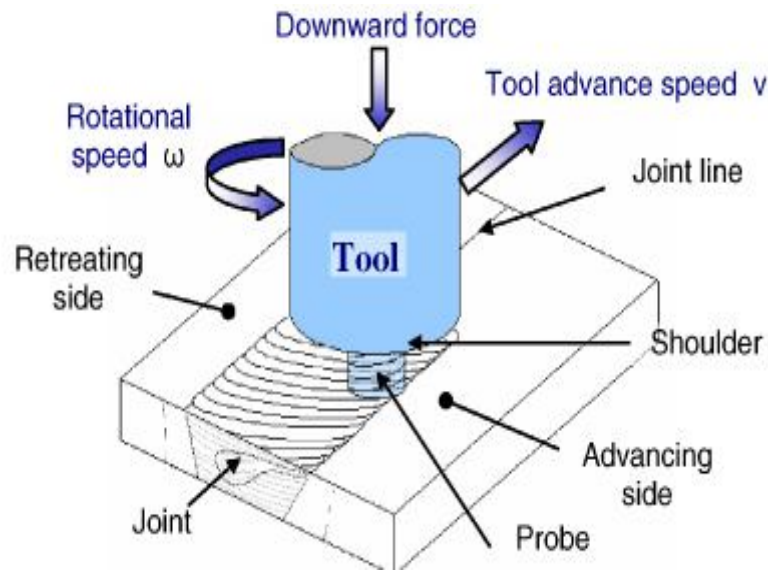 Downward force
Tool advance speed v
Rotational
speed ω
Joint line
Retreating
side
Tool
Shoulder
Advancing
side
Joint
Probe